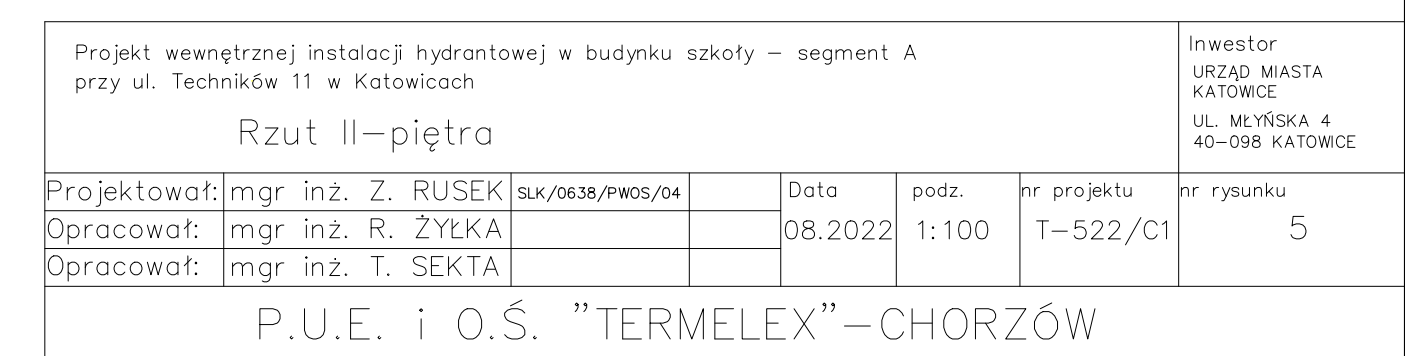 Projekt wewnętrznej instalacji hydrantowej w budynku szkoły – segment A
przy ul. Techników 11 w Katowicach
Rzut II–piętra
Inwestor
URZĄD MIASTA
KATOWICE
UL. MŁYŃSKA 4
40–098 KATOWICE
Projektował: mgr inż. Z. RUSEK SLK/0638/PWOS/04
Opracował: mgr inż. R. ŻYŁKA
Opracował: mgr inż. T. SEKTA
Data
08.2022
podz.
1:100
nr projektu
T–522/C1
nr rysunku
5
P.U.E. i O.Ś. "TERMELEX"–CHORZÓW